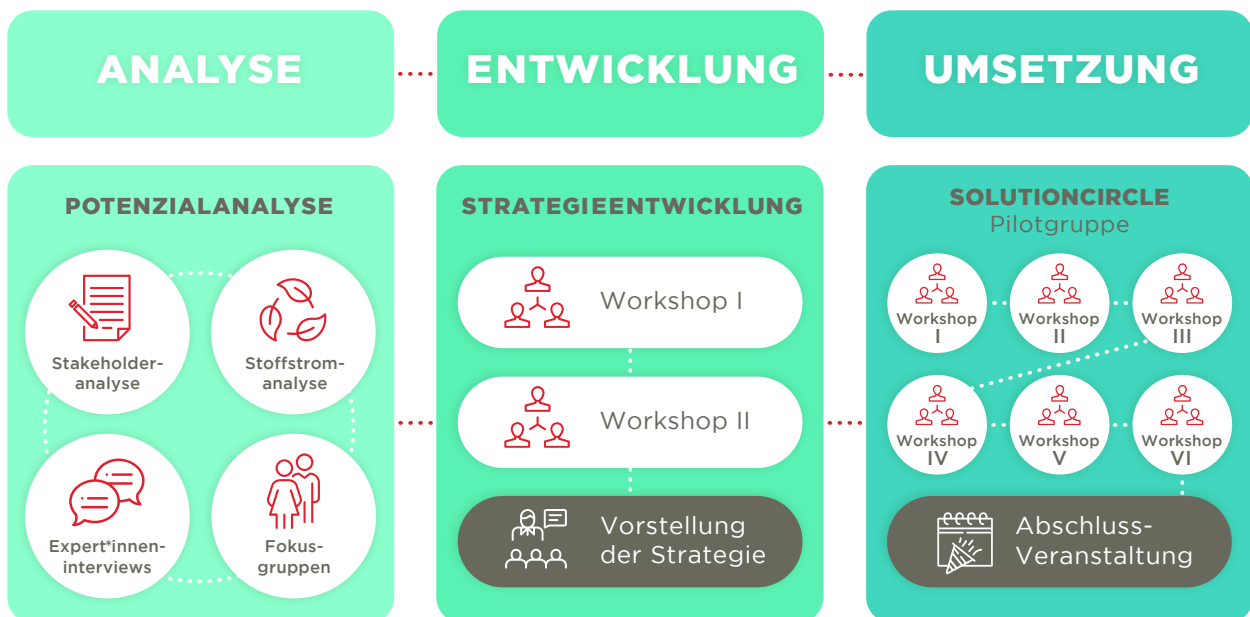 ANALYSE
ENTWICKLUNG
UMSETZUNG
POTENZIALANALYSE
Stakeholder-
analyse
Stoffstrom-
analyse
Expert*innen-
interviews
Fokus-
gruppen
STRATEGIEENTWICKLUNG
Workshop I
Workshop II
Vorstellung
der Strategie
SOLUTIONCIRCLE
Pilotgruppe
Workshop
I
Workshop
II
Workshop
III
Workshop
IV
Workshop
V
Workshop
VI
Abschluss-
Veranstaltung